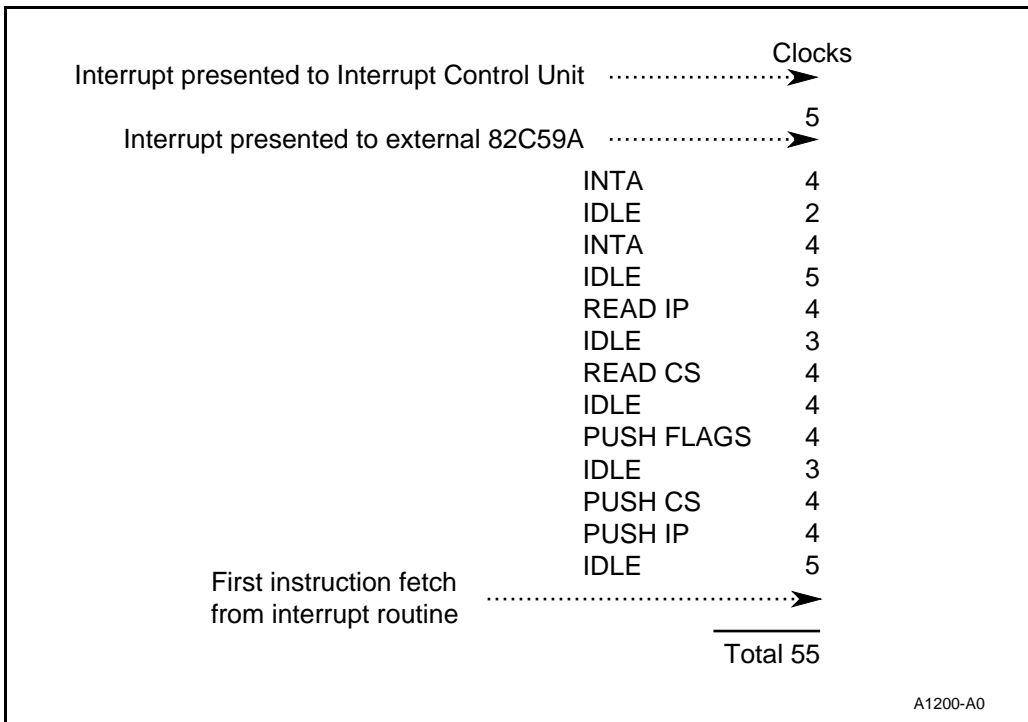 Clocks
Interrupt presented to Interrupt Control Unit
5
Interrupt presented to external 82C59A
INTA 4
IDLE 2
INTA 4
IDLE 5
READ IP 4
IDLE 3
READ CS 4
IDLE 4
PUSH FLAGS 4
IDLE 3
PUSH CS 4
PUSH IP 4
IDLE 5
First instruction fetch
from interrupt routine
Total 55
A1200-A0